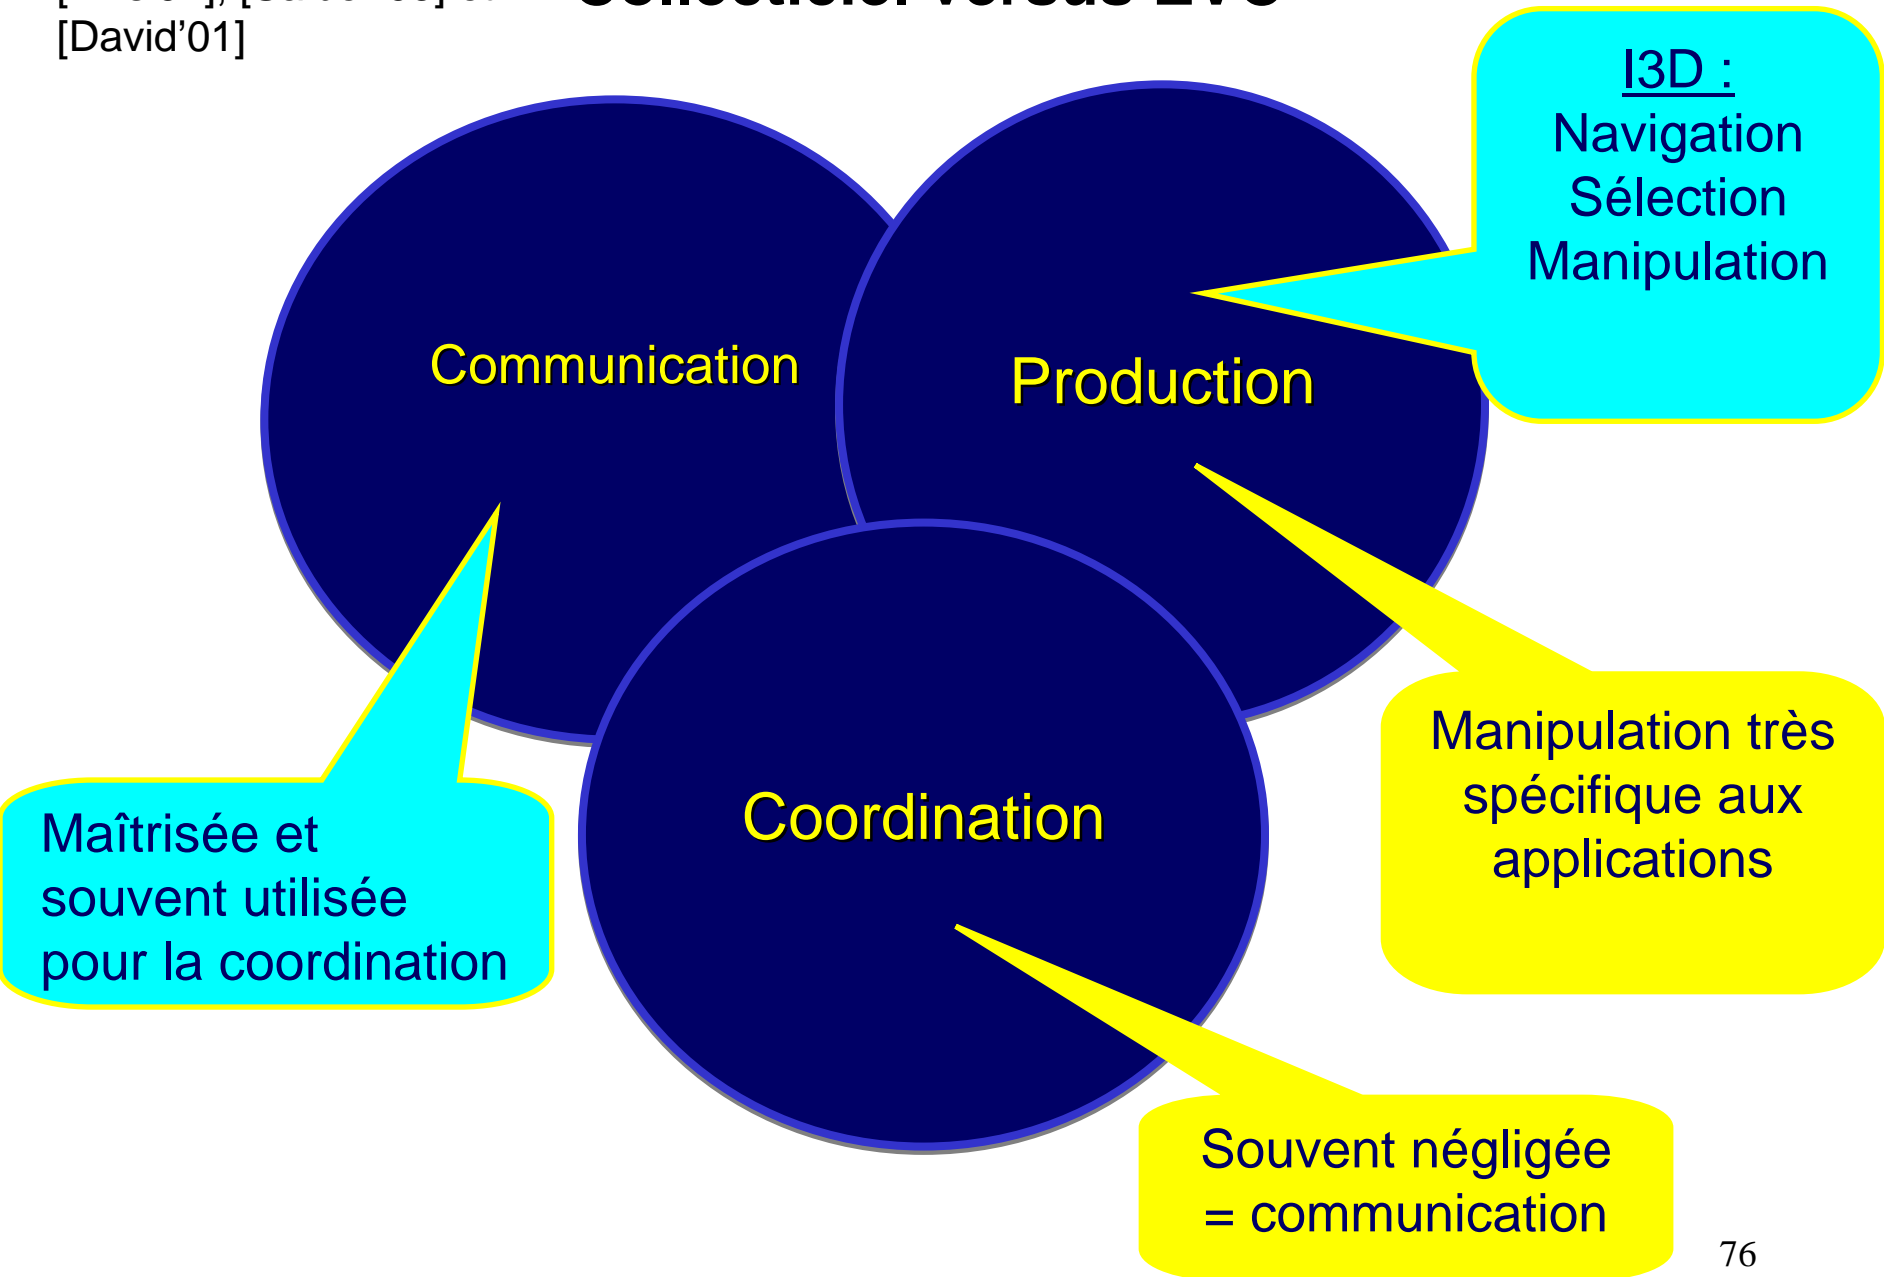 [David’01]
I3D :
Navigation
Sélection
Manipulation
Communication
Production
Manipulation très
spécifique aux
applications
Coordination
Maîtrisée et
souvent utilisée
pour la coordination
Souvent négligée
= communication
76